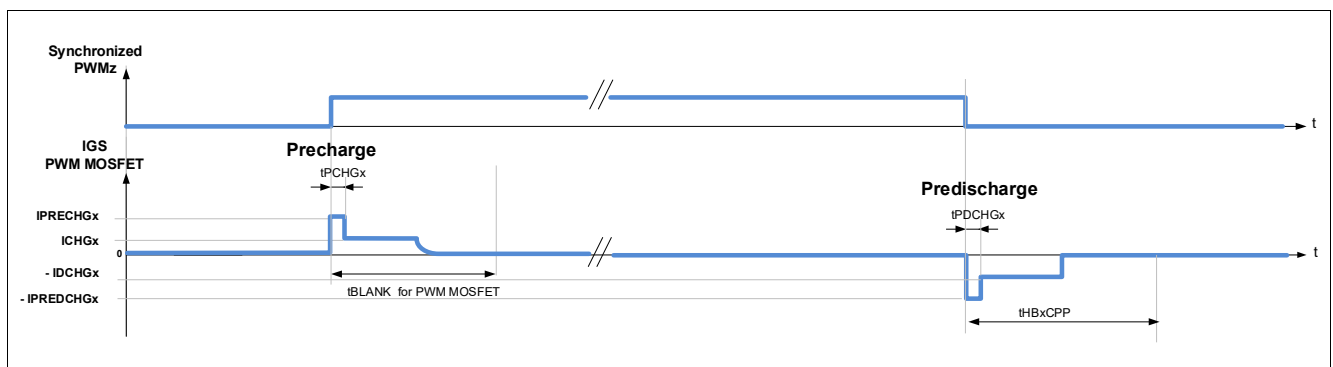 Synchronized
PWMz
t
IGS
PWM MOSFET
Precharge
tPCHGx
Predischarge
tPDCHGx
IPRECHGx
ICHGx
0
t
- IDCHGx
- IPREDCHGx
tBLANK for PWM MOSFET
tHBxCPP